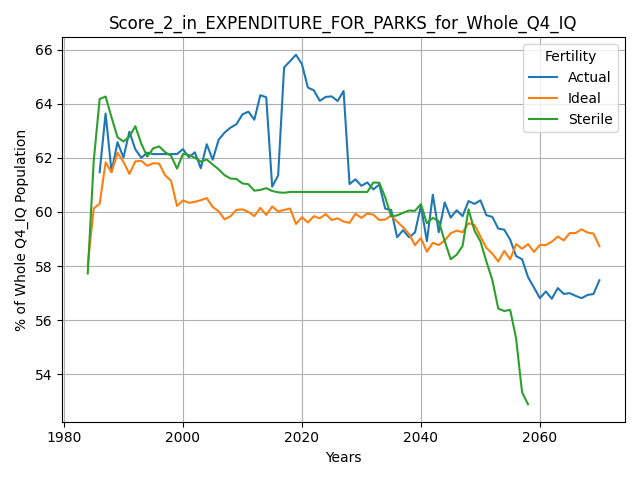 Score_2_in_EXPENDITURE_FOR_PARKS_for_Whole_Q4_IQ
% of Whole Q4_IQ Population
66
64
62
60
58
56
54
Fertility
Actual
Ideal
Sterile
1980 2000 2020 2040 2060
Years